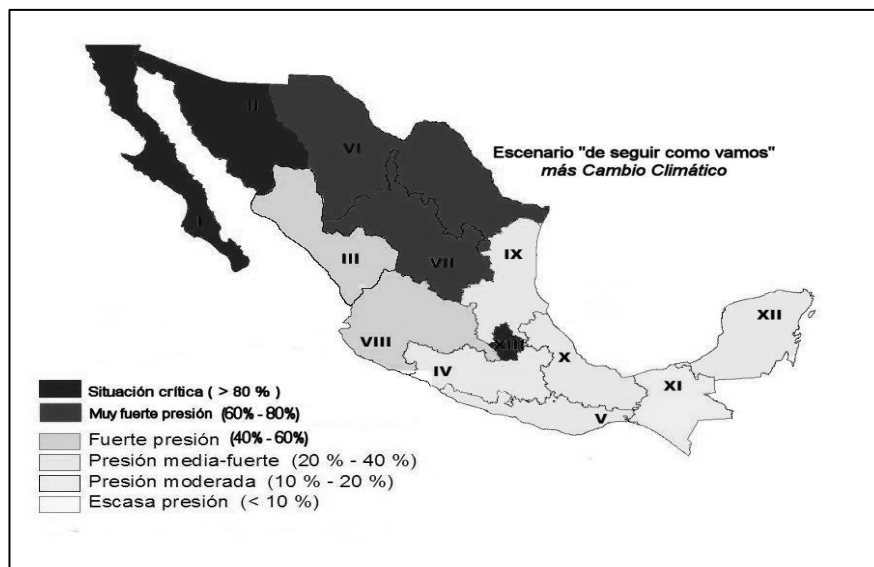 II
VI
Escenario "de seguir como vamos"
más Cambio Climático
I
III
VII
IX
VIII
XIII
XII
IV
X
XI
V
Situación crítica ( > 80 % )
Muy fuerte presión (60% - 80%)
Fuerte presión (40% - 60%)
Presión media-fuerte (20 % - 40 %)
Presión moderada (10 % - 20 %)
Escasa presión (< 10 %)